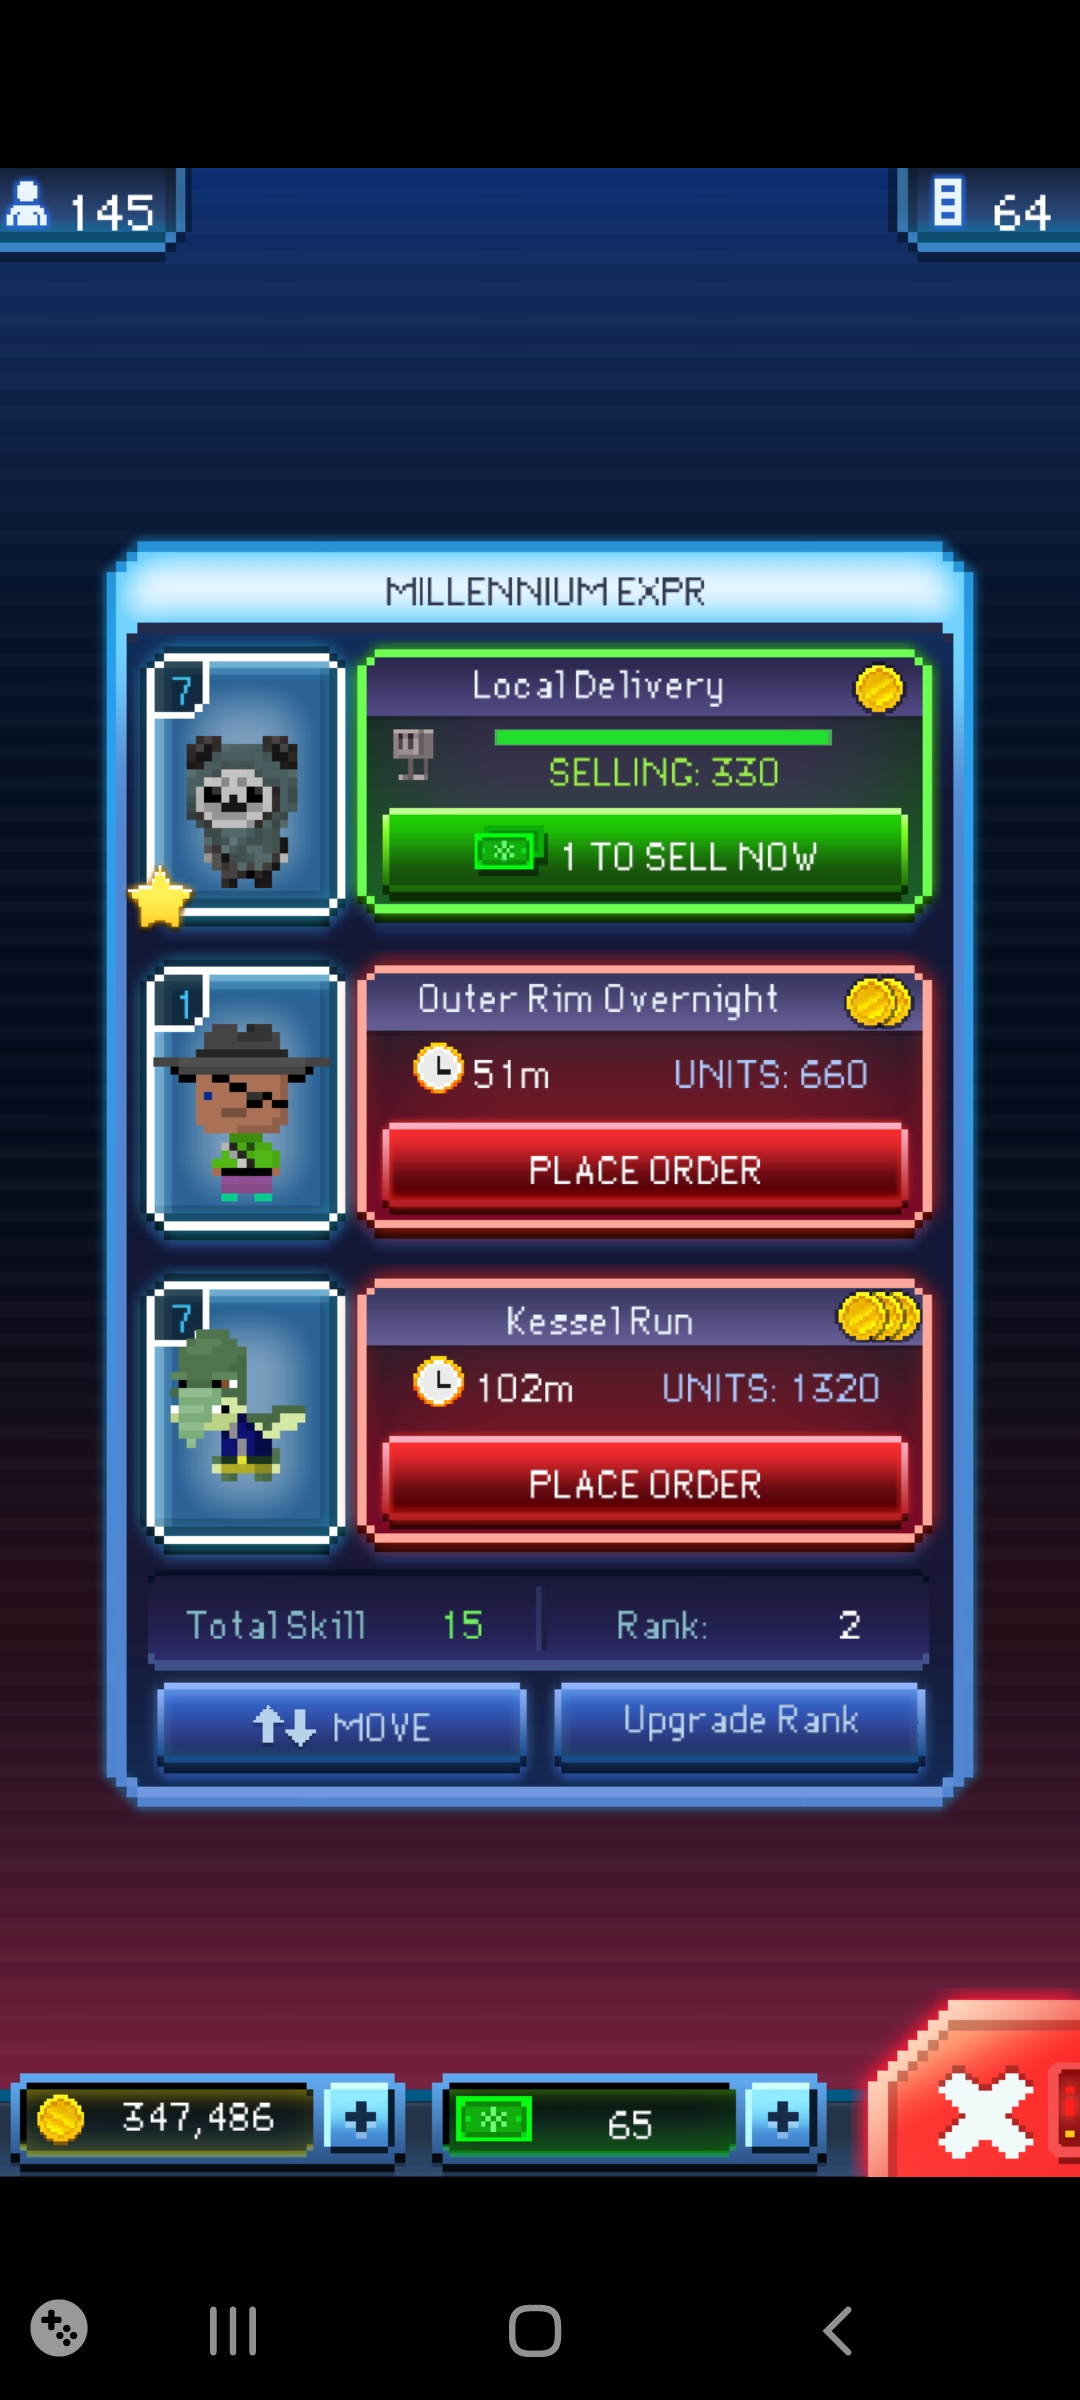 145
64
MILLENNIUM EXPR
7
Local Delivery
SELLING: 330
1 TO SELL NOW
1
Outer Rim Overnight
51m UNITS: 660
PLACE ORDER
7
Kessel Run
102m UNITS: 1320
PLACE ORDER
Total Skill 15 Rank: 2
MOVE Upgrade Rank
347,486 65